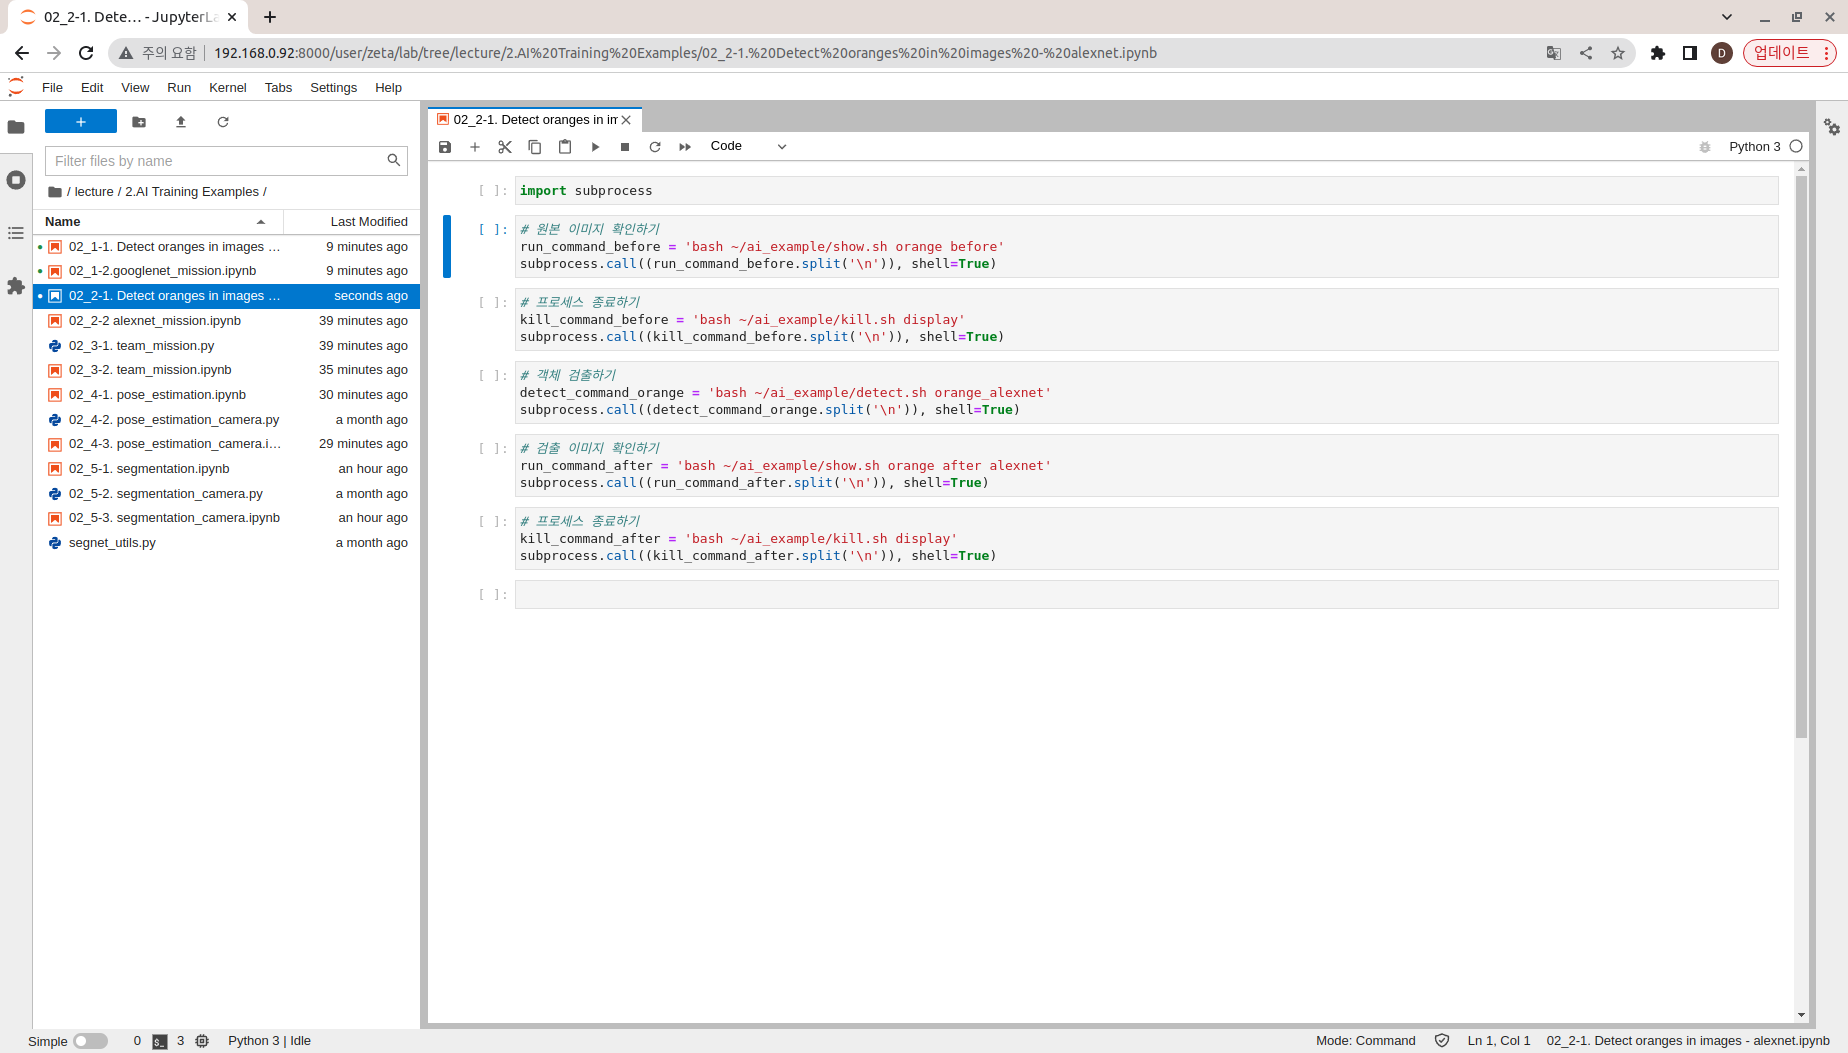 02_2-1. Dete… - JupyterLa
주의 요함
192.168.0.92:8000/user/zeta/lab/tree/lecture/2.AI%20Training%20Examples/02_2-1.%20Detect%20oranges%20in%20images%20-%20alexnet.ipynb
D
업데이트
File Edit View Run Kernel Tabs Settings Help
Filter files by name
/ lecture / 2.AI Training Examples /
Name Last Modified
02_1-1. Detect oranges in images … 9 minutes ago
02_1-2.googlenet_mission.ipynb 9 minutes ago
02_2-1. Detect oranges in images … seconds ago
02_2-2 alexnet_mission.ipynb 39 minutes ago
02_3-1. team_mission.py 39 minutes ago
02_3-2. team_mission.ipynb 35 minutes ago
02_4-1. pose_estimation.ipynb 30 minutes ago
02_4-2. pose_estimation_camera.py a month ago
02_4-3. pose_estimation_camera.i… 29 minutes ago
02_5-1. segmentation.ipynb an hour ago
02_5-2. segmentation_camera.py a month ago
02_5-3. segmentation_camera.ipynb an hour ago
segnet_utils.py a month ago
02_2-1. Detect oranges in im
Code
Python 3
[ ]: import subprocess
[ ]: # 원본 이미지 확인하기
run_command_before = 'bash ~/ai_example/show.sh orange before'
subprocess.call((run_command_before.split('\n')), shell=True)
[ ]: # 프로세스 종료하기
kill_command_before = 'bash ~/ai_example/kill.sh display'
subprocess.call((kill_command_before.split('\n')), shell=True)
[ ]: # 객체 검출하기
detect_command_orange = 'bash ~/ai_example/detect.sh orange_alexnet'
subprocess.call((detect_command_orange.split('\n')), shell=True)
[ ]: # 검출 이미지 확인하기
run_command_after = 'bash ~/ai_example/show.sh orange after alexnet'
subprocess.call((run_command_after.split('\n')), shell=True)
[ ]: # 프로세스 종료하기
kill_command_after = 'bash ~/ai_example/kill.sh display'
subprocess.call((kill_command_after.split('\n')), shell=True)
[ ]:
Simple 0 $_ 3 Python 3 | Idle
Mode: Command Ln 1, Col 1 02_2-1. Detect oranges in images - alexnet.ipynb